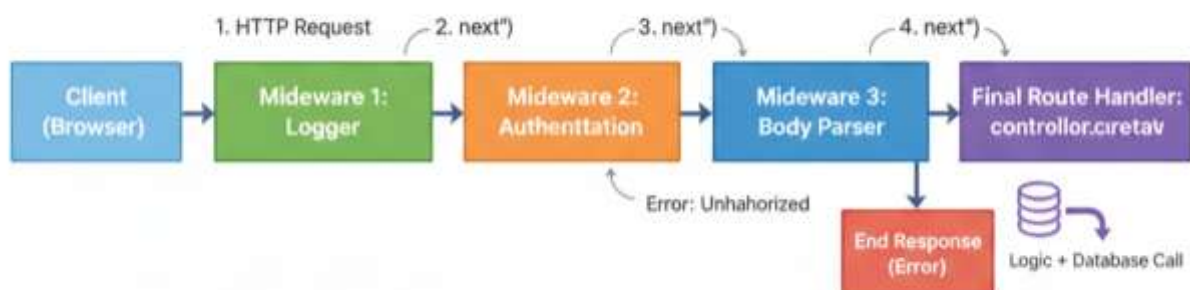 1. HTTP Request
2. next")
3. next")
4. next")
Client
(Browser)
Mideware 1:
Logger
Mideware 2:
Authenttation
Mideware 3:
Body Parser
Final Route Handler:
controllor.curetav
Error: Unhahorized
End Response
(Error)
Logic + Database Call